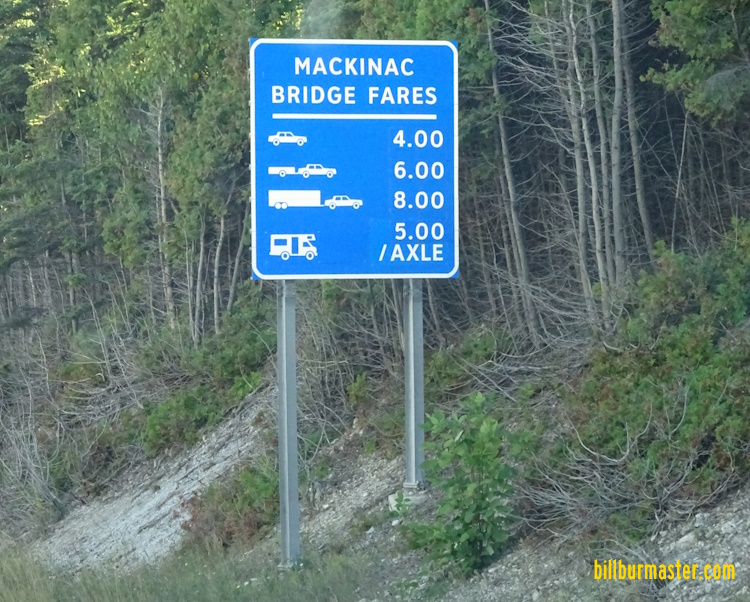 MACKINAC
BRIDGE FARES
4.00
6.00
8.00
5.00
/AXLE
billburmaster.com